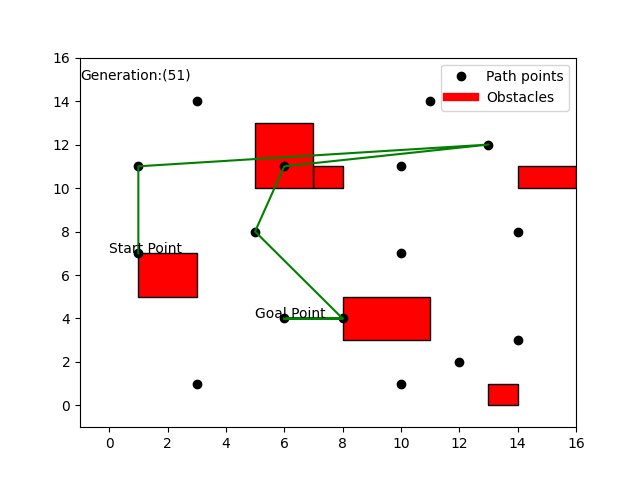 16
Generation:(51)
Path points
14
Obstacles
12
10
8
Start Point
6
Goal Point
4
2
0
0 2 4 6 8 10 12 14 16